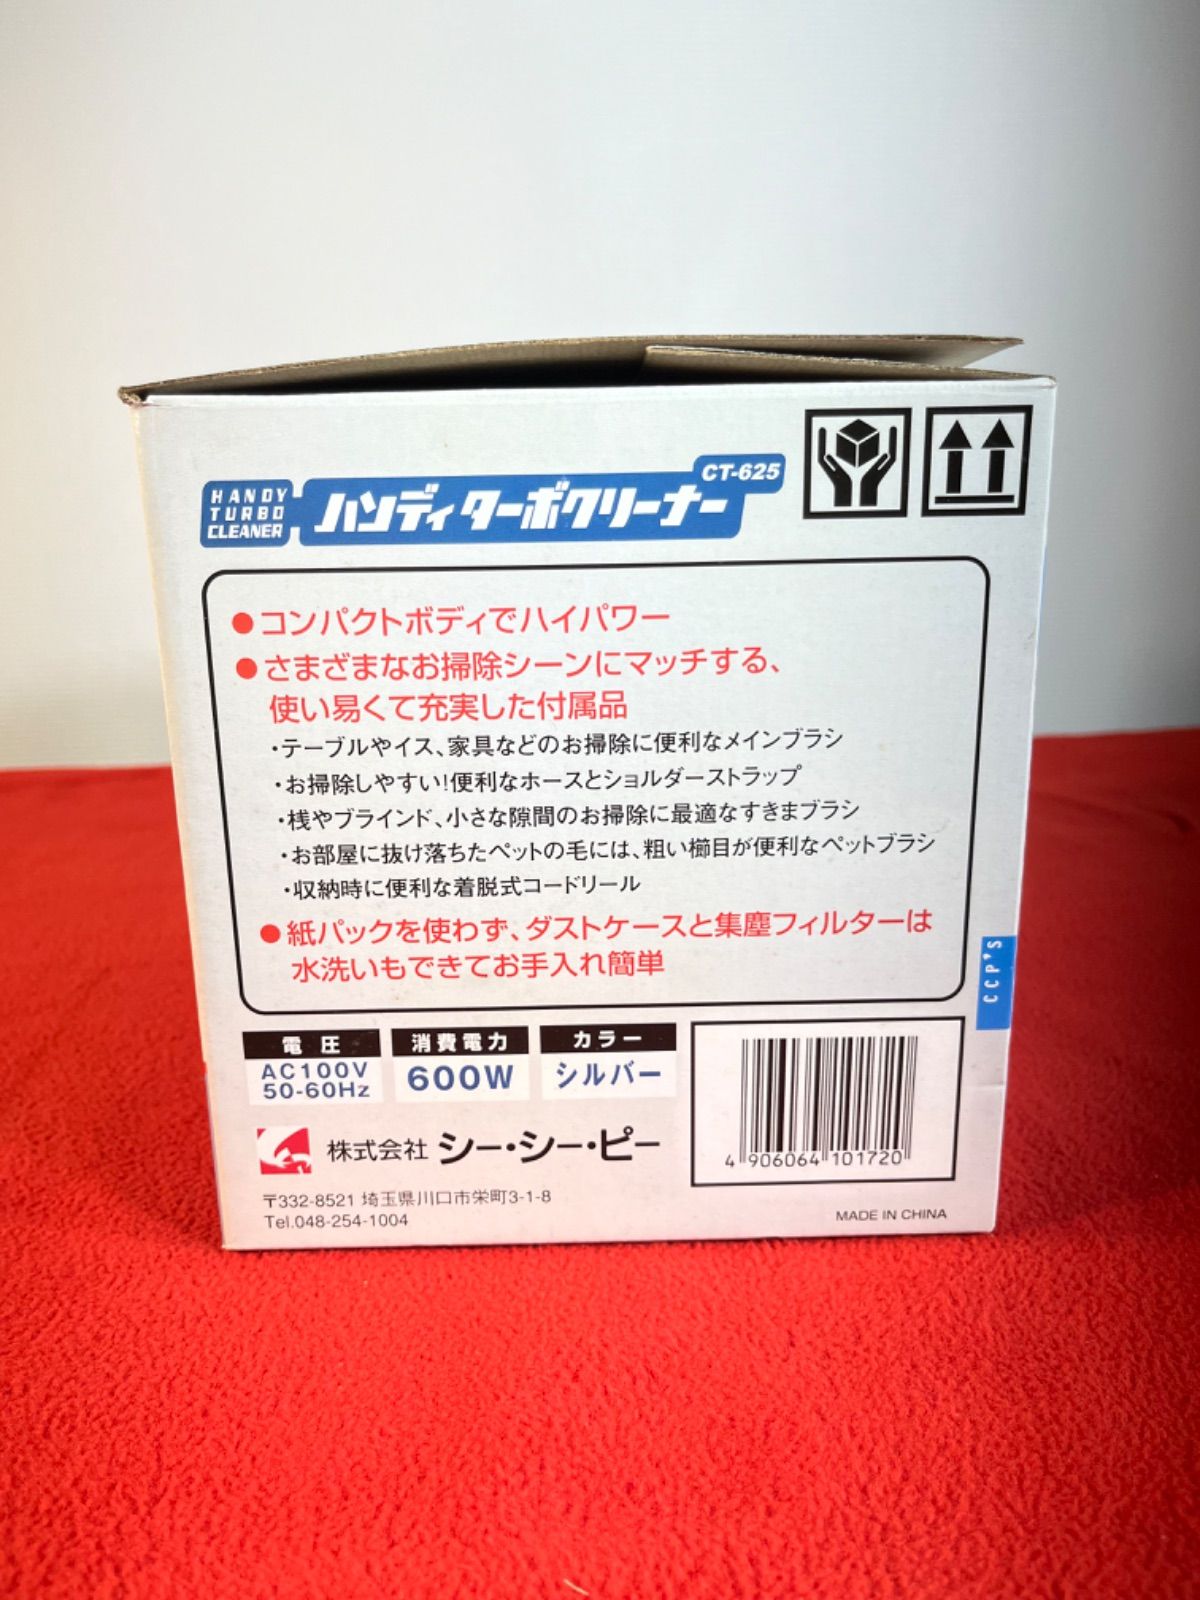 HANDY
TURBO
CLEANER
ハンディターボクリーナー
CT-625
●コンパクトボディでハイパワー
●さまざまなお掃除シーンにマッチする、
使い易くて充実した付属品
・テーブルやイス、家具などのお掃除に便利なメインブラシ
・お掃除しやすい!便利なホースとショルダーストラップ
・桟やブラインド、小さな隙間のお掃除に最適なすきまブラシ
・お部屋に抜け落ちたペットの毛には、粗い櫛目が便利なペットブラシ
・収納時に便利な着脱式コードリール
●紙パックを使わず、ダストケースと集塵フィルターは
水洗いもできてお手入れ簡単
CCP'S
電圧
AC100V
50-60Hz
消費電力
600W
カラー
シルバー
4 906064 101720
株式会社 シー・シー・ピー
〒332-8521 埼玉県川口市栄町3-1-8
Tel.048-254-1004
MADE IN CHINA